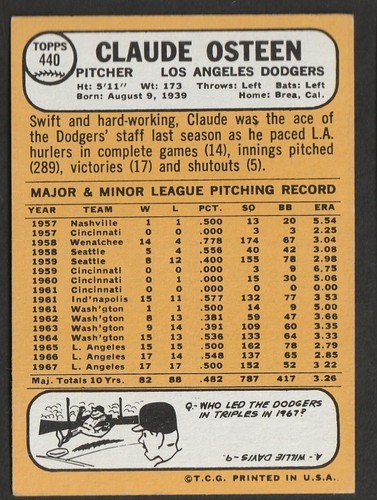 TOPPS
440
CLAUDE OSTEEN
PITCHER LOS ANGELES DODGERS
Ht: 5'11" Wt: 173 Throws: Left Bats: Left
Born: August 9, 1939 Home: Brea, Cal.
Swift and hard-working, Claude was the ace of
the Dodgers' staff last season as he paced L.A.
hurlers in complete games (14), innings pitched
(289), victories (17) and shutouts (5).
MAJOR & MINOR LEAGUE PITCHING RECORD
YEAR TEAM W L PCT. SO BB ERA
1957 Nashville 1 1 .500 13 20 5.54
1957 Cincinnati 0 0 .000 3 3 2.25
1958 Wenatchee 14 4 .778 174 67 3.04
1958 Seattle 5 4 .556 40 42 3.08
1959 Seattle 8 12 .400 155 78 2.98
1959 Cincinnati 0 0 .000 3 9 6.75
1960 Cincinnati 0 1 .000 15 30 5.06
1961 Cincinnati 0 0 .000 0 0 0.00
1961 Ind'napolis 15 11 .577 132 77 3.53
1961 Wash'gton 1 1 .500 14 9 5.00
1962 Wash'gton 8 13 .381 59 47 3.66
1963 Wash'gton 9 14 .391 109 60 3.35
1964 Wash'gton 15 13 .536 133 64 3.33
1965 L. Angeles 15 15 .500 162 78 2.79
1966 L. Angeles 17 14 .548 137 65 2.85
1967 L. Angeles 17 17 .500 152 52 3.22
Maj. Totals 10 Yrs. 82 88 .482 787 417 3.26
Q.-WHO LED THE DODGERS
IN TRIPLES IN 1967?
A.-WILLIE DAVIS-9.
©T.C.G. PRINTED IN U.S.A.